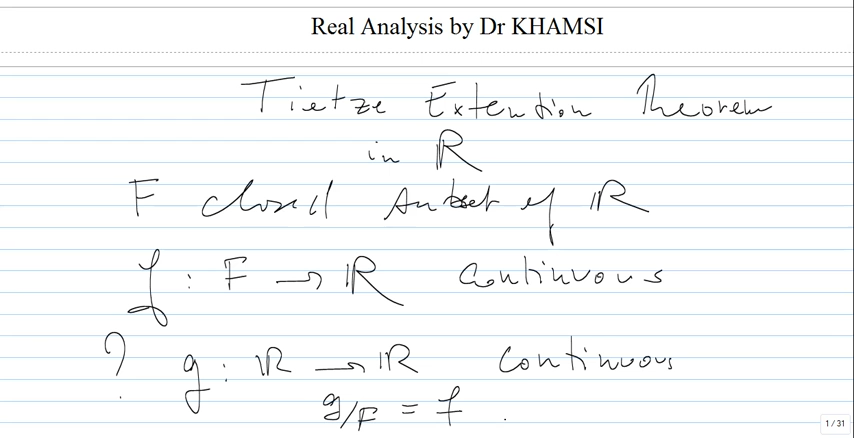 Real Analysis by Dr KHAMSI
Tietze Extention Theorem
in ℝ
F closed subset of ℝ
f : F → ℝ continuous
? g : ℝ → ℝ continuous
g/F = f .
1 / 31